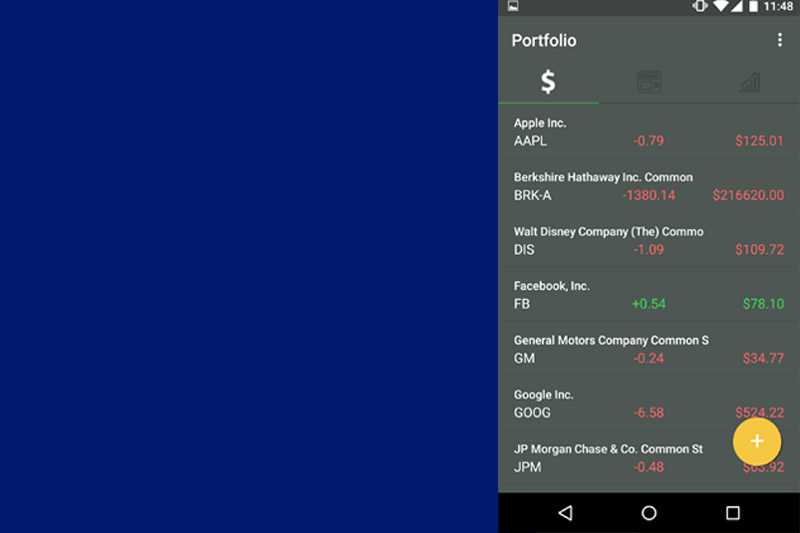 11:48
Portfolio
$
Apple Inc.
AAPL -0.79 $125.01
Berkshire Hathaway Inc. Common
BRK-A -1380.14 $216620.00
Walt Disney Company (The) Commo
DIS -1.09 $109.72
Facebook, Inc.
FB +0.54 $78.10
General Motors Company Common S
GM -0.24 $34.77
Google Inc.
GOOG -6.58 $524.22
+
JP Morgan Chase & Co. Common St
JPM -0.48